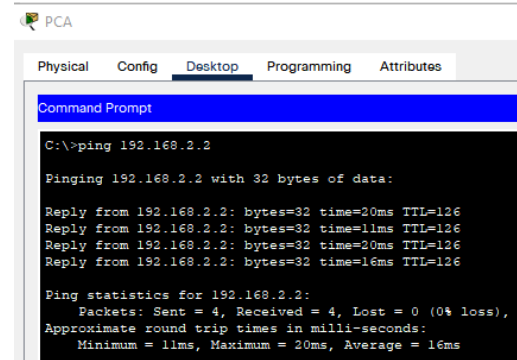 PCA
Physical Config Desktop Programming Attributes
Command Prompt
C:\>ping 192.168.2.2
Pinging 192.168.2.2 with 32 bytes of data:
Reply from 192.168.2.2: bytes=32 time=20ms TTL=126
Reply from 192.168.2.2: bytes=32 time=11ms TTL=126
Reply from 192.168.2.2: bytes=32 time=20ms TTL=126
Reply from 192.168.2.2: bytes=32 time=16ms TTL=126
Ping statistics for 192.168.2.2:
Packets: Sent = 4, Received = 4, Lost = 0 (0% loss),
Approximate round trip times in milli-seconds:
Minimum = 11ms, Maximum = 20ms, Average = 16ms